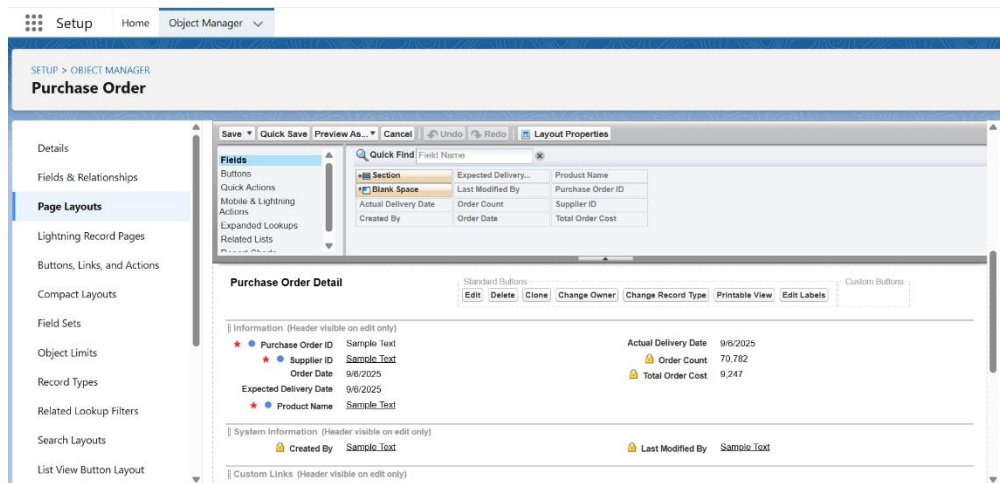 Setup Home Object Manager
SETUP > OBJECT MANAGER
Purchase Order
Details
Fields & Relationships
Page Layouts
Lightning Record Pages
Buttons, Links, and Actions
Compact Layouts
Field Sets
Object Limits
Record Types
Related Lookup Filters
Search Layouts
List View Button Layout
Save Quick Save Preview As... Cancel Undo Redo Layout Properties
Fields
Buttons
Quick Actions
Mobile & Lightning
Actions
Expanded Lookups
Related Lists
Quick Find Field Name
Section Expected Delivery... Product Name
Blank Space Last Modified By Purchase Order ID
Actual Delivery Date Order Count Supplier ID
Created By Order Date Total Order Cost
Purchase Order Detail
Standard Buttons
Edit Delete Clone Change Owner Change Record Type Printable View Edit Labels
Custom Buttons
Information (Header visible on edit only)
Purchase Order ID Sample Text Actual Delivery Date 9/6/2025
Supplier ID Sample Text Order Count 70,782
Order Date 9/6/2025 Total Order Cost 9,247
Expected Delivery Date 9/6/2025
Product Name Sample Text
System Information (Header visible on edit only)
Created By Sample Text Last Modified By Sample Text
Custom Links (Header visible on edit only)